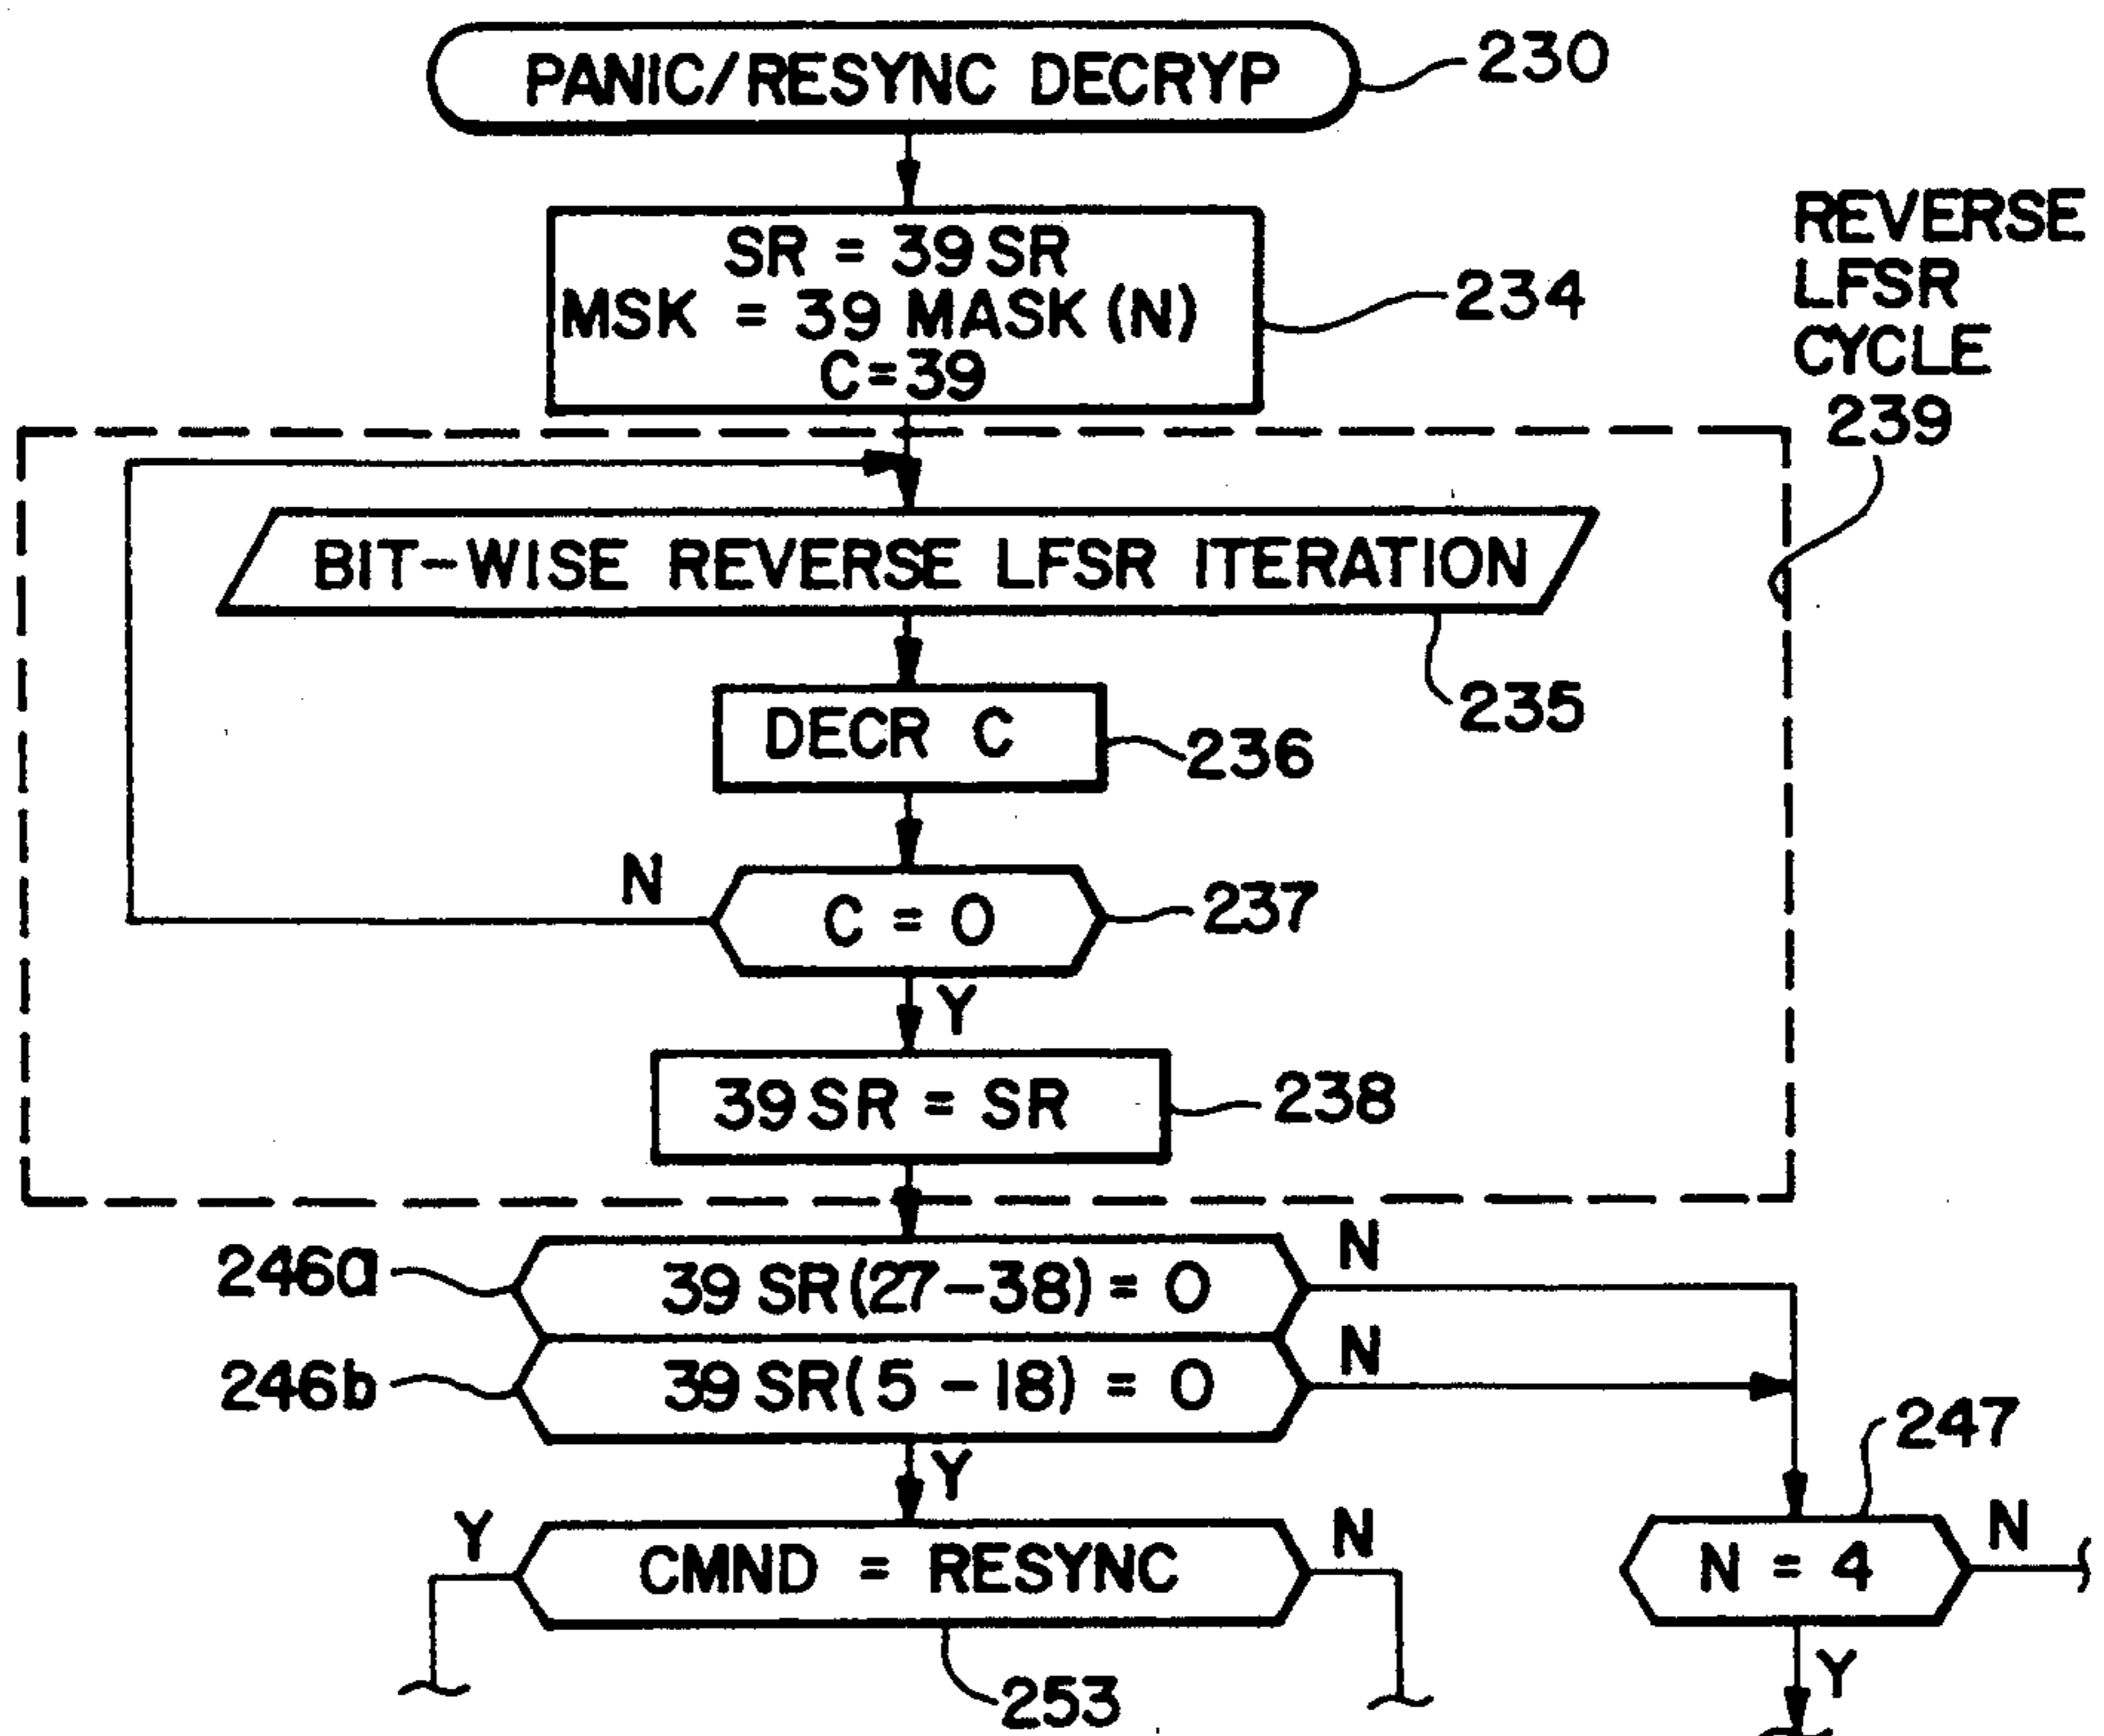 PANIC/RESYNC DECRYP
230
SR = 39 SR
MSK = 39 MASK (N)
C=39
234
REVERSE
LFSR
CYCLE
239
BIT-WISE REVERSE LFSR ITERATION
235
DECR C
236
N
C = 0
237
Y
39 SR = SR
238
246a
39 SR (27-38) = 0
N
246b
39 SR (5-18) = 0
N
Y
247
Y
CMND = RESYNC
N
253
N = 4
N
Y